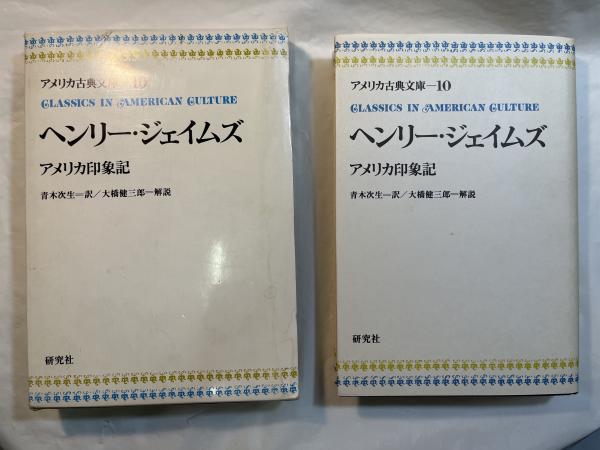 アメリカ古典文庫―10
CLASSICS IN AMERICAN CULTURE
ヘンリー・ジェイムズ
アメリカ印象記
青木次生＝訳／大橋健三郎―解説
研究社
アメリカ古典文庫―10
CLASSICS IN AMERICAN CULTURE
ヘンリー・ジェイムズ
アメリカ印象記
青木次生＝訳／大橋健三郎―解説
研究社